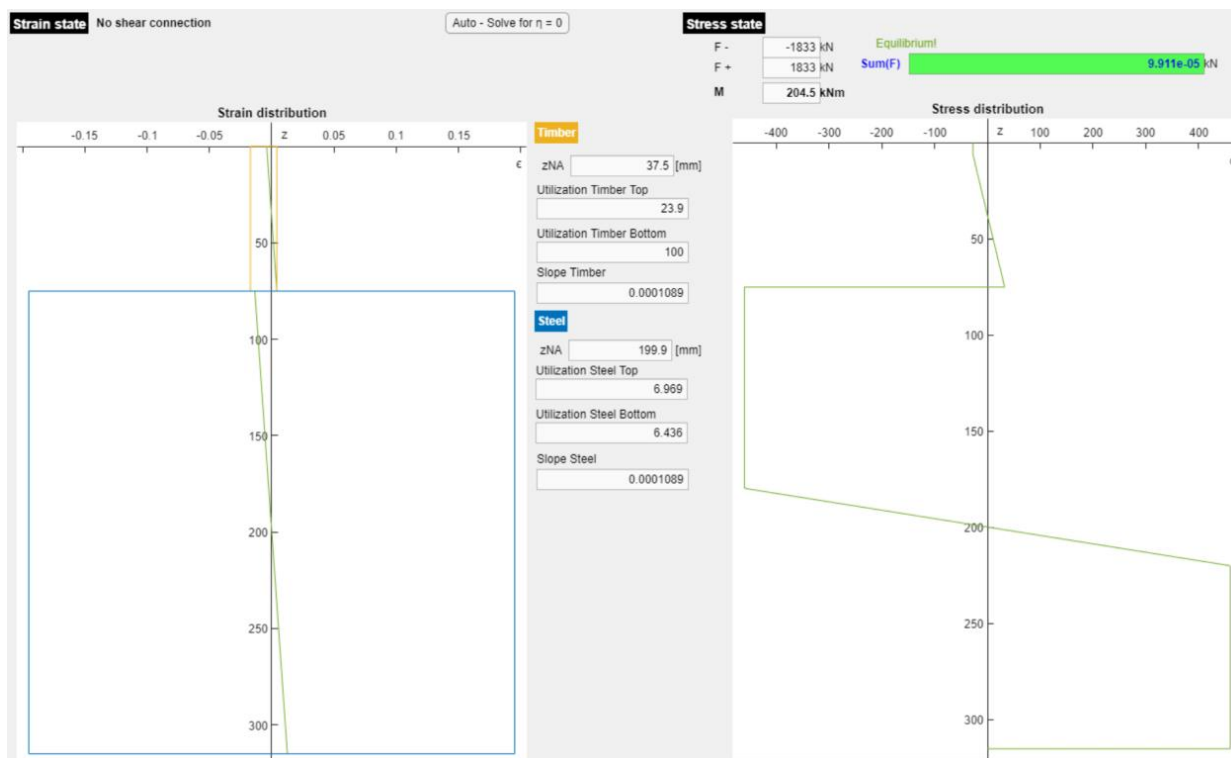 Strain state No shear connection Auto - Solve for η = 0
Stress state
F - -1833 kN Equilibrium!
F + 1833 kN Sum(F) 9.911e-05 kN
M 204.5 kNm
Strain distribution
-0.15 -0.1 -0.05 z 0.05 0.1 0.15
ϵ
50
100
150
200
250
300
Timber
zNA 37.5 [mm]
Utilization Timber Top
23.9
Utilization Timber Bottom
100
Slope Timber
0.0001089
Steel
zNA 199.9 [mm]
Utilization Steel Top
6.969
Utilization Steel Bottom
6.436
Slope Steel
0.0001089
Stress distribution
-400 -300 -200 -100 z 100 200 300 400
50
100
150
200
250
300